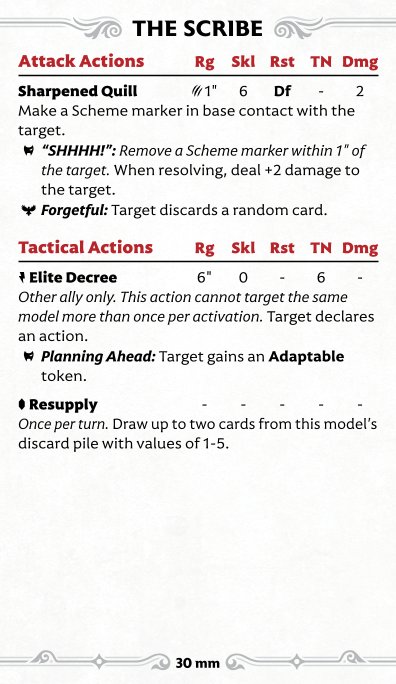 THE SCRIBE
Attack Actions Rg Skl Rst TN Dmg
Sharpened Quill 1" 6 Df - 2
Make a Scheme marker in base contact with the
target.
“SHHHH!”: Remove a Scheme marker within 1" of
the target. When resolving, deal +2 damage to
the target.
Forgetful: Target discards a random card.
Tactical Actions Rg Skl Rst TN Dmg
Elite Decree 6" 0 - 6 -
Other ally only. This action cannot target the same
model more than once per activation. Target declares
an action.
Planning Ahead: Target gains an Adaptable
token.
Resupply - - - - -
Once per turn. Draw up to two cards from this model’s
discard pile with values of 1-5.
30 mm